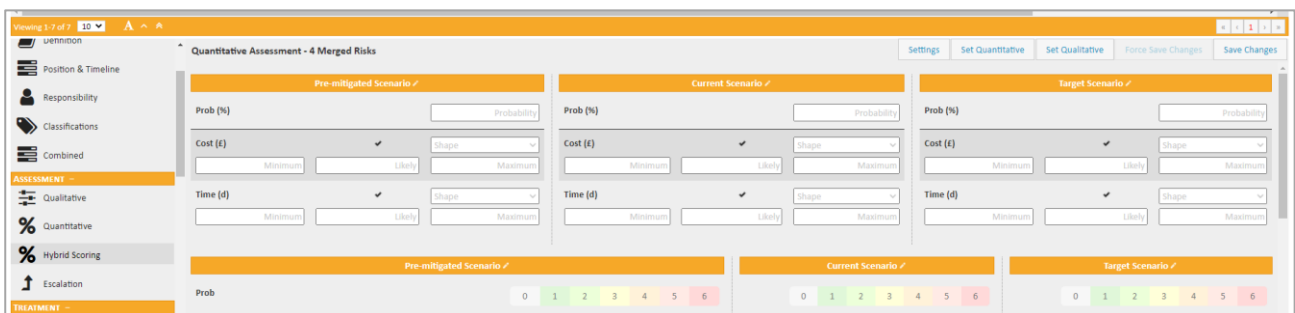 Viewing 1-7 of 7 10 A
« ‹ 1 › »
Definition
Position & Timeline
Responsibility
Classifications
Combined
ASSESSMENT −
Qualitative
Quantitative
Hybrid Scoring
Escalation
TREATMENT −
Quantitative Assessment - 4 Merged Risks
Settings Set Quantitative Set Qualitative Force Save Changes Save Changes
Pre-mitigated Scenario Current Scenario Target Scenario
Prob (%) Probability Prob (%) Probability Prob (%) Probability
Cost (£) Shape Cost (£) Shape Cost (£) Shape
Minimum Likely Maximum Minimum Likely Maximum Minimum Likely Maximum
Time (d) Shape Time (d) Shape Time (d) Shape
Minimum Likely Maximum Minimum Likely Maximum Minimum Likely Maximum
Pre-mitigated Scenario Current Scenario Target Scenario
Prob 0 1 2 3 4 5 6 0 1 2 3 4 5 6 0 1 2 3 4 5 6